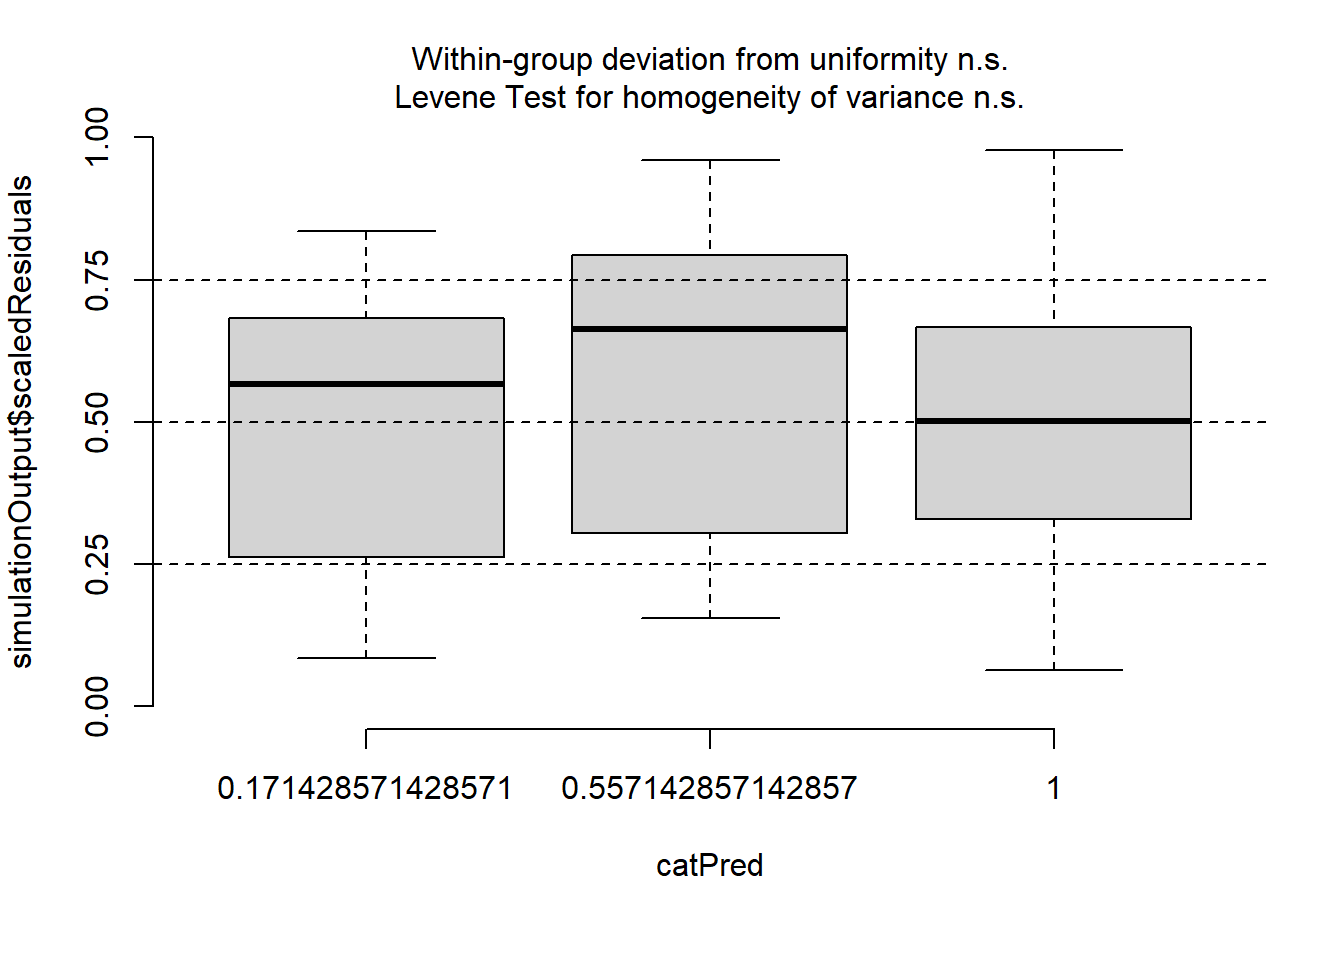 Within-group deviation from uniformity n.s.
Levene Test for homogeneity of variance n.s.
simulationOutput$scaledResiduals
1.00
0.75
0.50
0.25
0.00
0.171428571428571 0.557142857142857 1
catPred